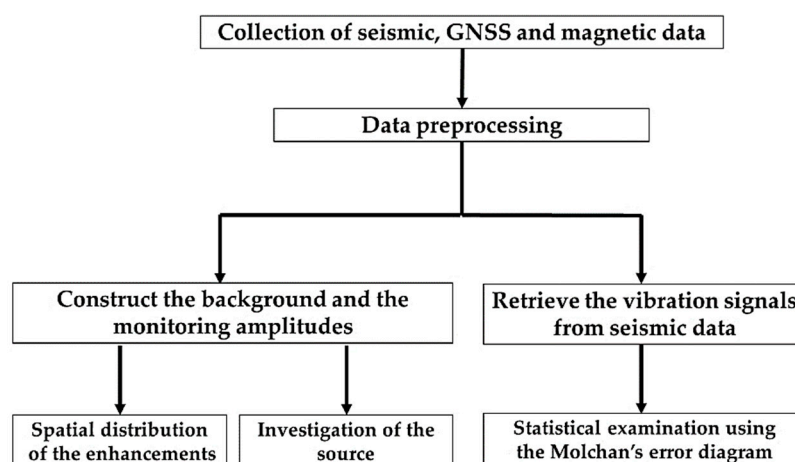 Collection of seismic, GNSS and magnetic data
Data preprocessing
Construct the background and the
monitoring amplitudes
Retrieve the vibration signals
from seismic data
Spatial distribution
of the enhancements
Investigation of the
source
Statistical examination using
the Molchan's error diagram